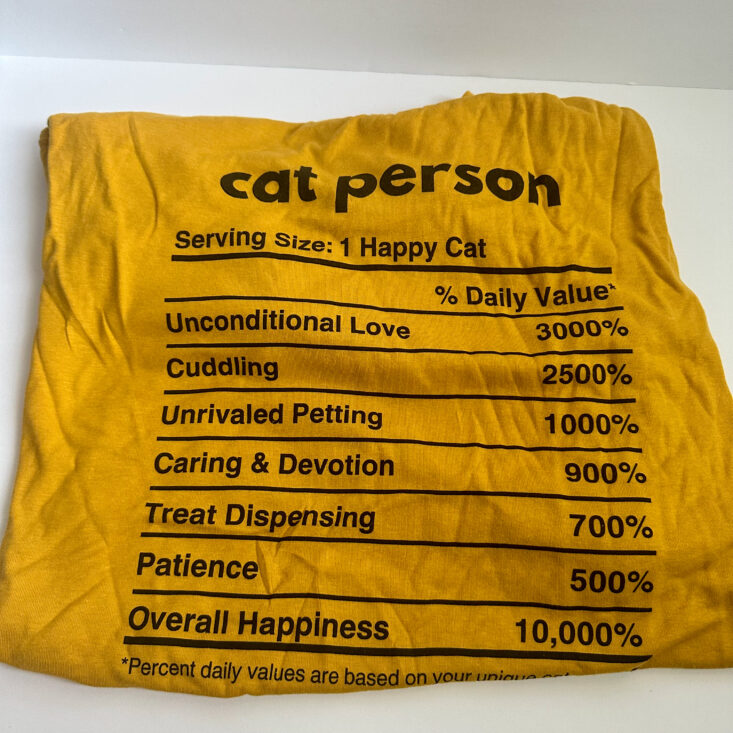 cat person
Serving Size: 1 Happy Cat
% Daily Value*
Unconditional Love 3000%
Cuddling 2500%
Unrivaled Petting 1000%
Caring & Devotion 900%
Treat Dispensing 700%
Patience 500%
Overall Happiness 10,000%
*Percent daily values are based on your unique